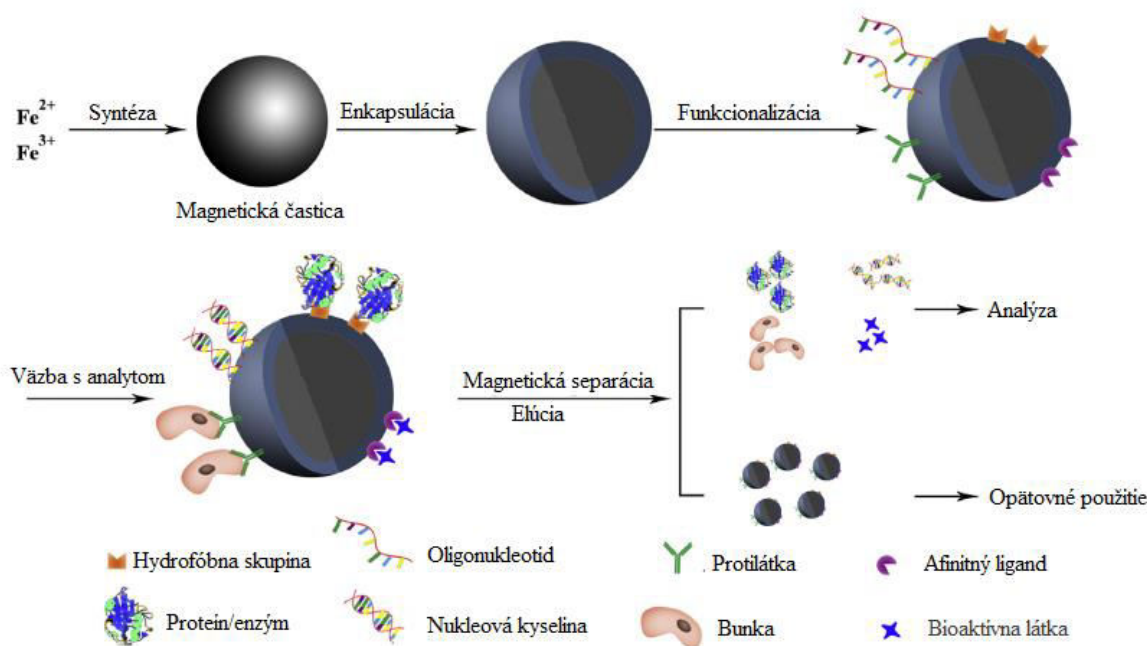 Fe2+
Fe3+
Syntéza
Magnetická častica
Enkapsulácia
Funkcionalizácia
Väzba s analytom
Magnetická separácia
Elúcia
Analýza
Opätovné použitie
Hydrofóbna skupina
Oligonukleotid
Protilátka
Afinitný ligand
Proteín/enzým
Nukleová kyselina
Bunka
Bioaktívna látka